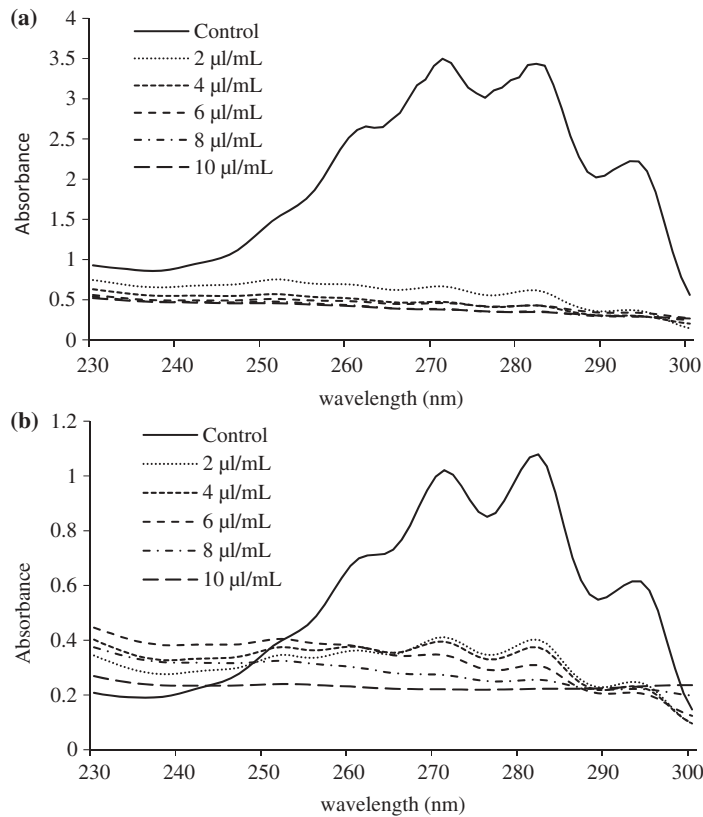 (a)
4
3.5
3
2.5
2
1.5
1
0.5
0
Absorbance
Control
2 µl/mL
4 µl/mL
6 µl/mL
8 µl/mL
10 µl/mL
230 240 250 260 270 280 290 300
wavelength (nm)
(b)
1.2
1
0.8
0.6
0.4
0.2
0
Absorbance
Control
2 µl/mL
4 µl/mL
6 µl/mL
8 µl/mL
10 µl/mL
230 240 250 260 270 280 290 300
wavelength (nm)